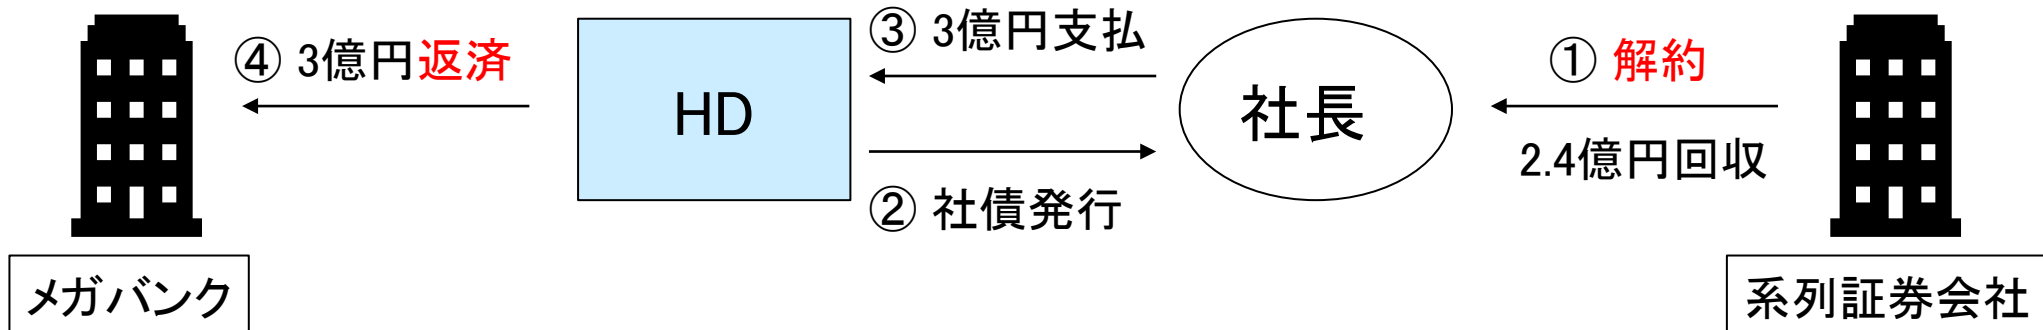 ④ 3億円返済
HD
③ 3億円支払
② 社債発行
社長
① 解約
2.4億円回収
メガバンク
系列証券会社